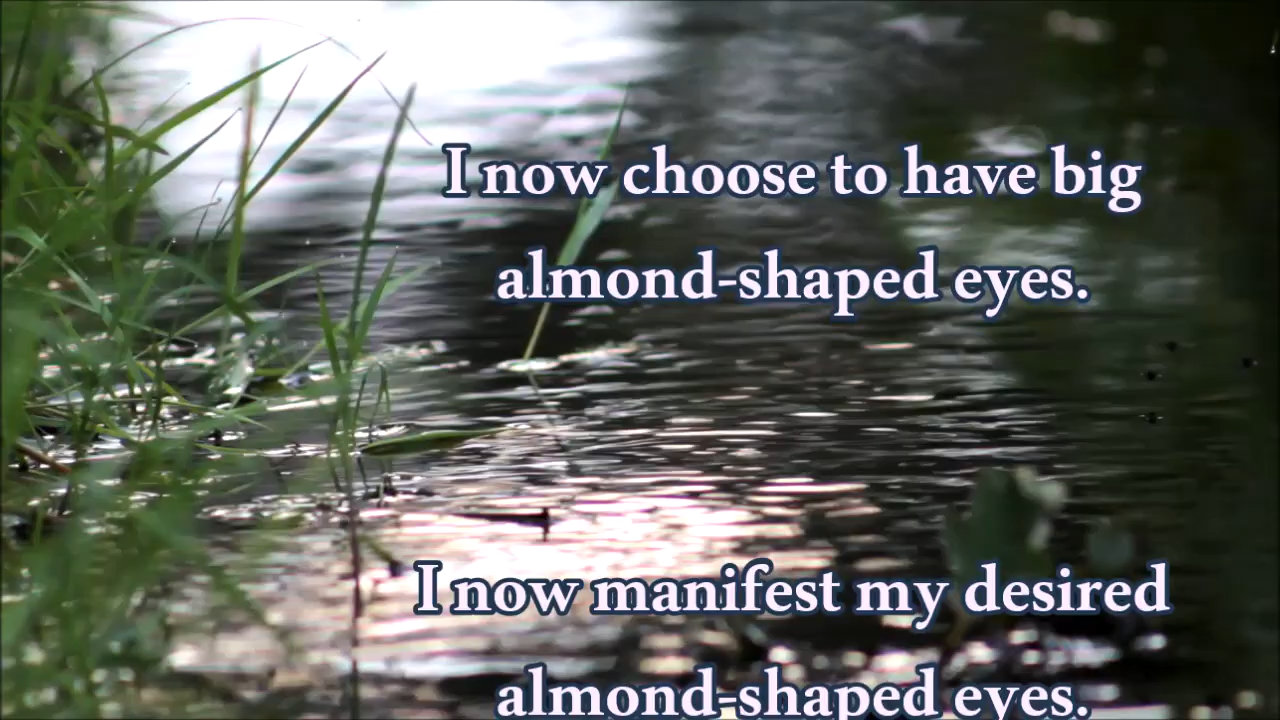 I now choose to have big
almond-shaped eyes.
I now manifest my desired
almond-shaped eyes.